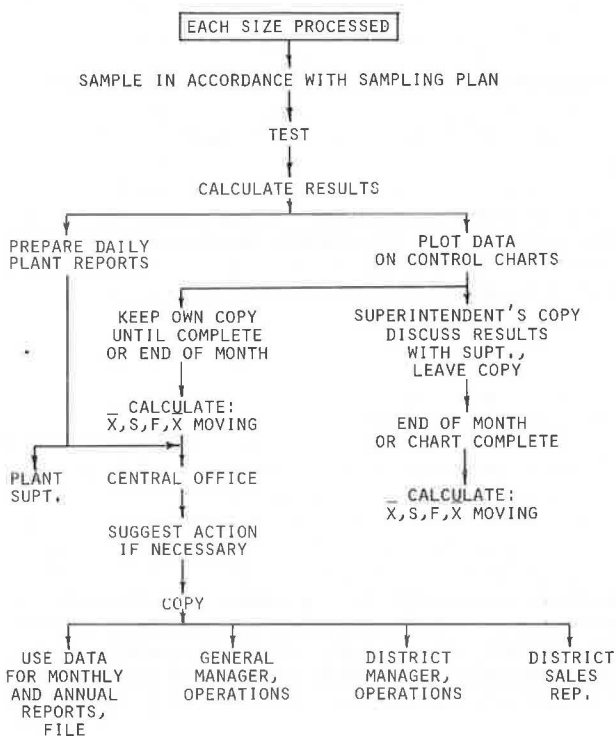 EACH SIZE PROCESSED
SAMPLE IN ACCORDANCE WITH SAMPLING PLAN
TEST
CALCULATE RESULTS
PREPARE DAILY
PLANT REPORTS
PLOT DATA
ON CONTROL CHARTS
KEEP OWN COPY
UNTIL COMPLETE
OR END OF MONTH
SUPERINTENDENT'S COPY
DISCUSS RESULTS
WITH SUPT.,
LEAVE COPY
CALCULATE:
X̅,S,F,X̅ MOVING
END OF MONTH
OR CHART COMPLETE
PLANT
SUPT.
CENTRAL OFFICE
CALCULATE:
X̅,S,F,X̅ MOVING
SUGGEST ACTION
IF NECESSARY
COPY
USE DATA
FOR MONTHLY
AND ANNUAL
REPORTS,
FILE
GENERAL
MANAGER,
OPERATIONS
DISTRICT
MANAGER,
OPERATIONS
DISTRICT
SALES
REP.